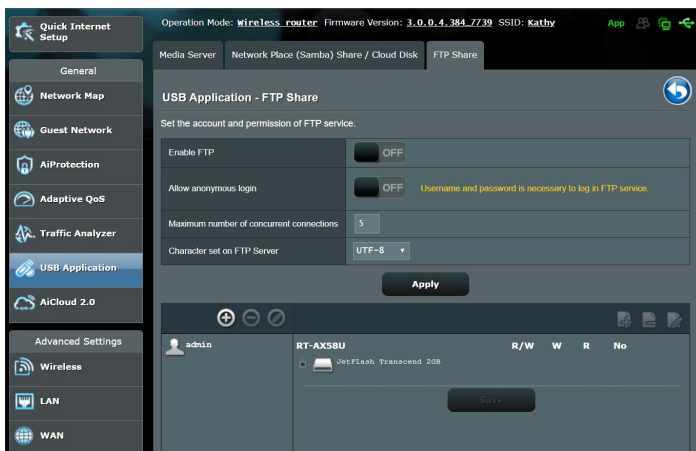 Quick Internet
Setup
Operation Mode: Wireless router Firmware Version: 3.0.0.4.384_7739 SSID: Kathy
App
Media Server
Network Place (Samba) Share / Cloud Disk
FTP Share
General
Network Map
Guest Network
AiProtection
Adaptive QoS
Traffic Analyzer
USB Application
AiCloud 2.0
Advanced Settings
Wireless
LAN
WAN
USB Application - FTP Share
Set the account and permission of FTP service.
Enable FTP
OFF
Allow anonymous login
OFF
Username and password is necessary to log in FTP service.
Maximum number of concurrent connections
5
Character set on FTP Server
UTF-8
Apply
admin
RT-AX58U R/W W R No
JetFlash Transcend 2GB
Save